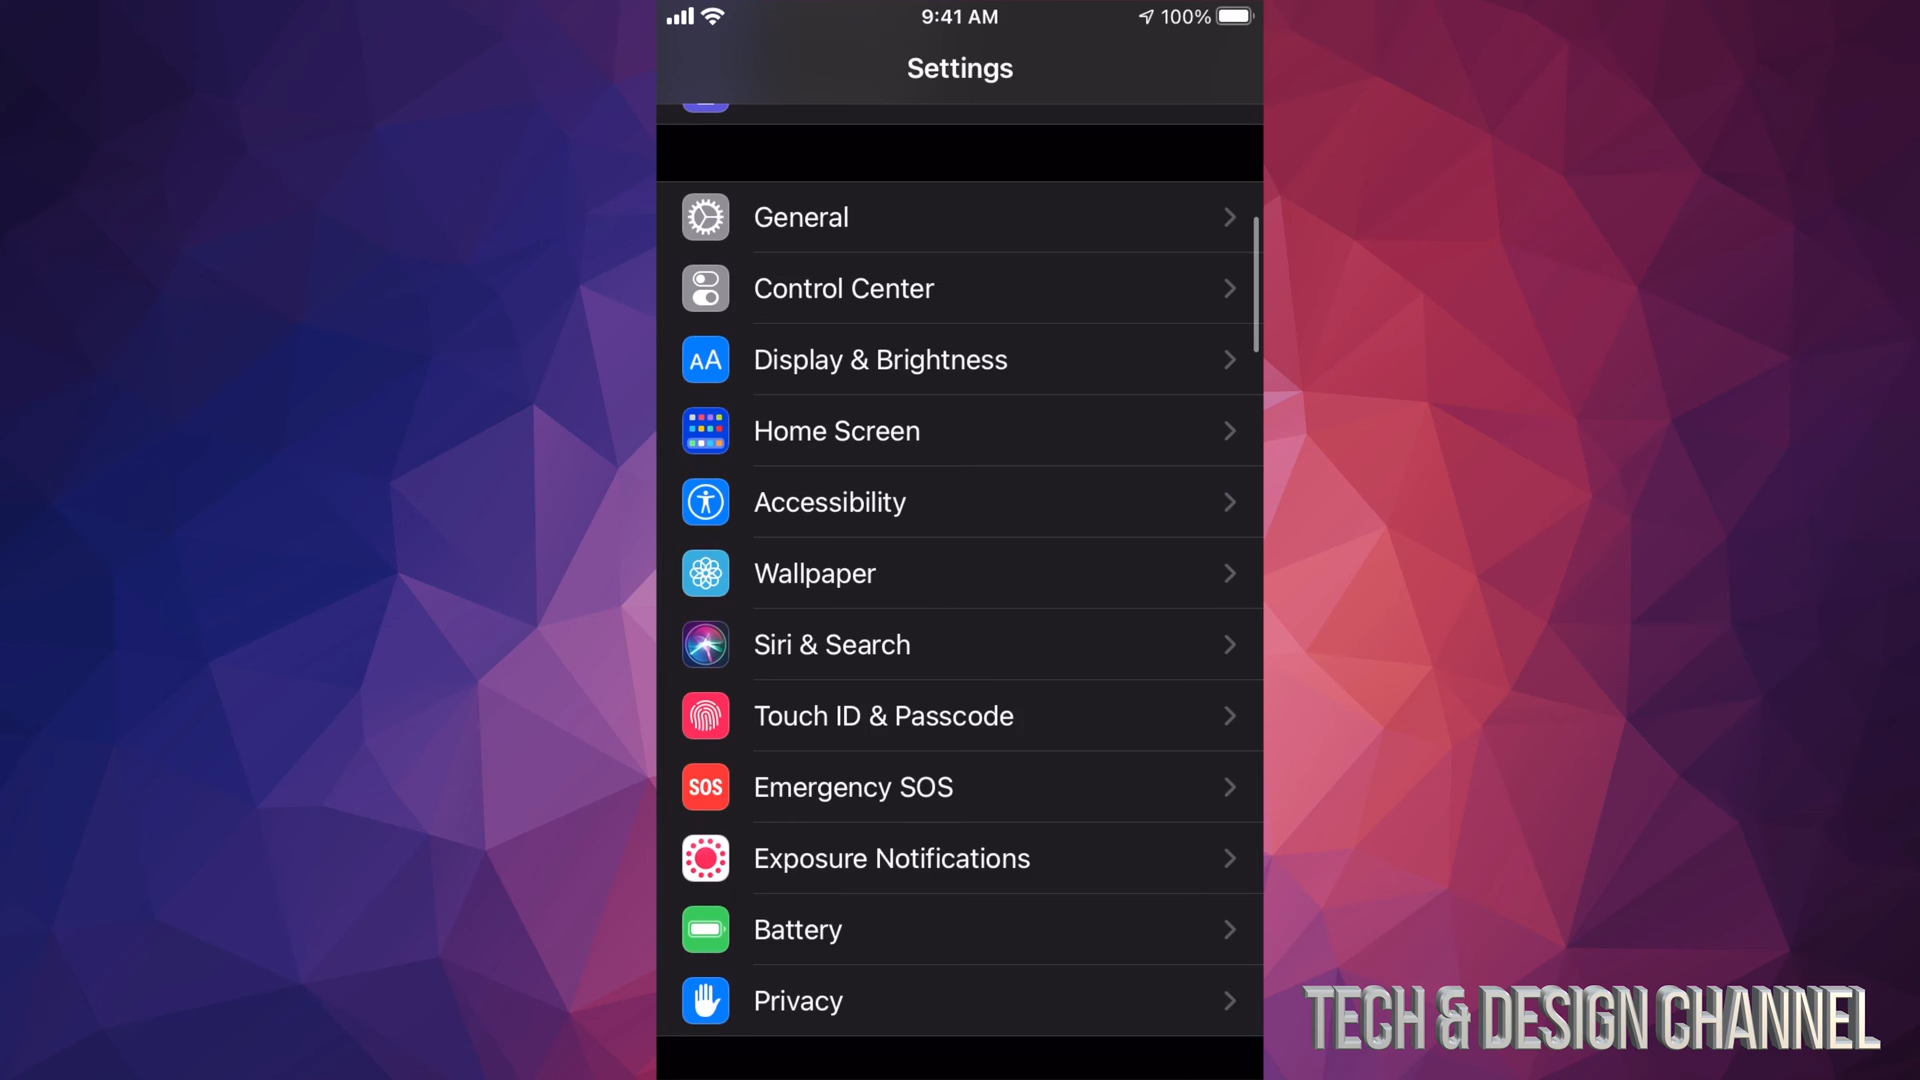 9:41 AM
100%
Settings
General
Control Center
AA Display & Brightness
Home Screen
Accessibility
Wallpaper
Siri & Search
Touch ID & Passcode
SOS Emergency SOS
Exposure Notifications
Battery
Privacy
TECH & DESIGN CHANNEL